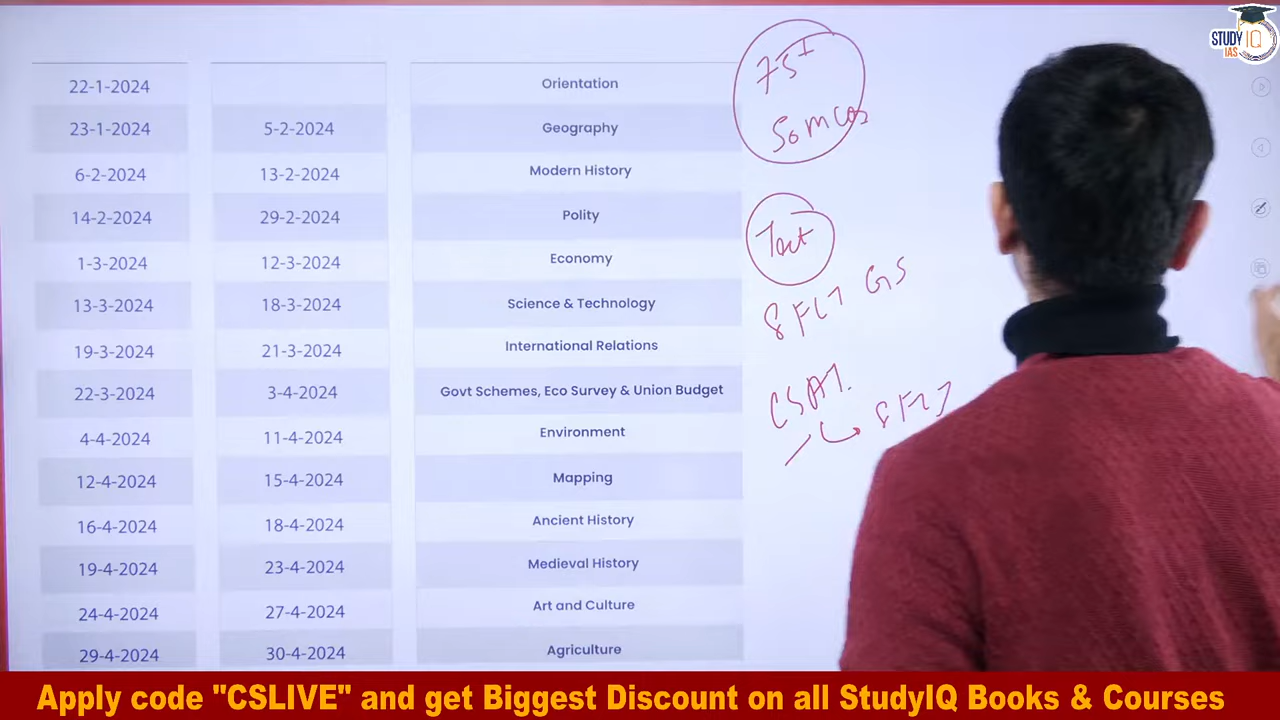 STUDY IQ
IAS
22-1-2024 Orientation
23-1-2024 5-2-2024 Geography
6-2-2024 13-2-2024 Modern History
14-2-2024 29-2-2024 Polity
1-3-2024 12-3-2024 Economy
13-3-2024 18-3-2024 Science & Technology
19-3-2024 21-3-2024 International Relations
22-3-2024 3-4-2024 Govt Schemes, Eco Survey & Union Budget
4-4-2024 11-4-2024 Environment
12-4-2024 15-4-2024 Mapping
16-4-2024 18-4-2024 Ancient History
19-4-2024 23-4-2024 Medieval History
24-4-2024 27-4-2024 Art and Culture
29-4-2024 30-4-2024 Agriculture
50 MCQs
Test
8 FLT GS
CSAT
8 FLT
Apply code "CSLIVE" and get Biggest Discount on all StudyIQ Books & Courses